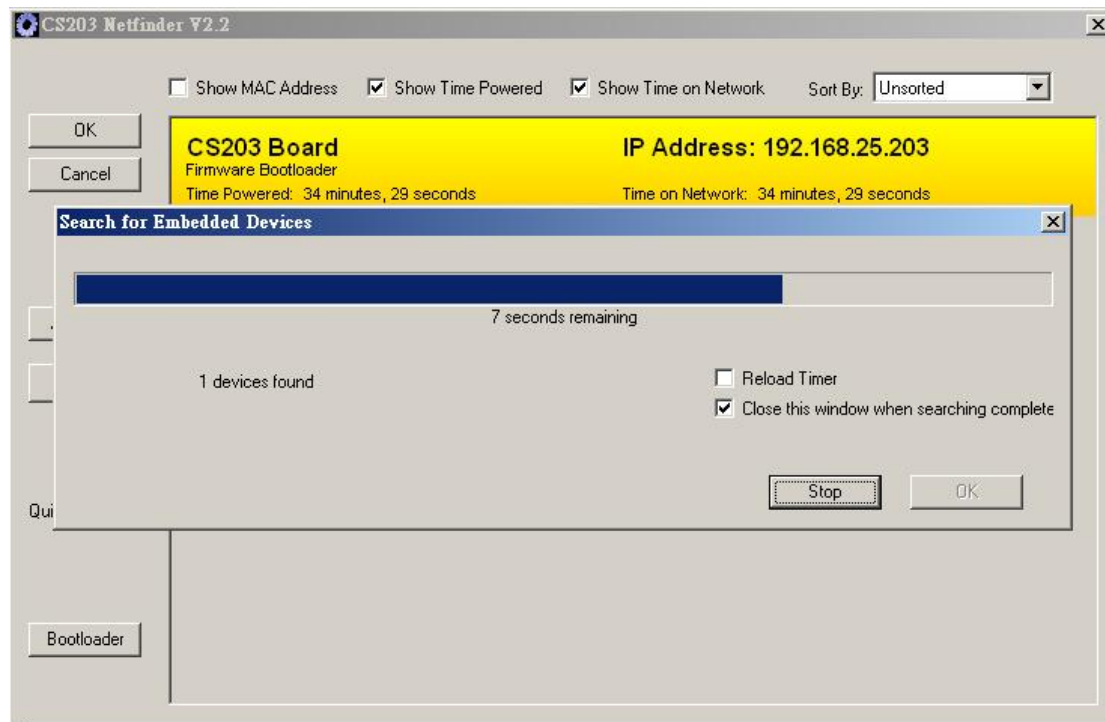 CS203 Netfinder V2.2
Show MAC Address Show Time Powered Show Time on Network Sort By: Unsorted
OK
Cancel
CS203 Board IP Address: 192.168.25.203
Firmware Bootloader
Time Powered: 34 minutes, 29 seconds Time on Network: 34 minutes, 29 seconds
Search for Embedded Devices
7 seconds remaining
1 devices found
Reload Timer
Close this window when searching complete
Stop OK
Qui
Bootloader